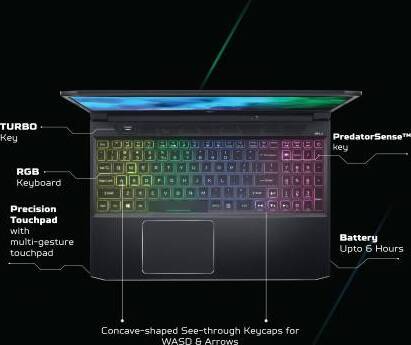 TURBO
Key
RGB
Keyboard
Precision
Touchpad
with
multi-gesture
touchpad
PredatorSense™
key
Battery
Upto 6 Hours
Concave-shaped See-through Keycaps for
WASD & Arrows